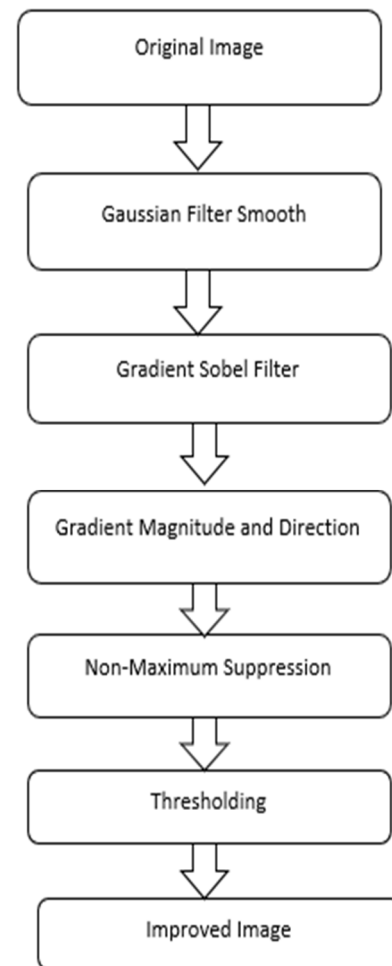 Original Image
Gaussian Filter Smooth
Gradient Sobel Filter
Gradient Magnitude and Direction
Non-Maximum Suppression
Thresholding
Improved Image